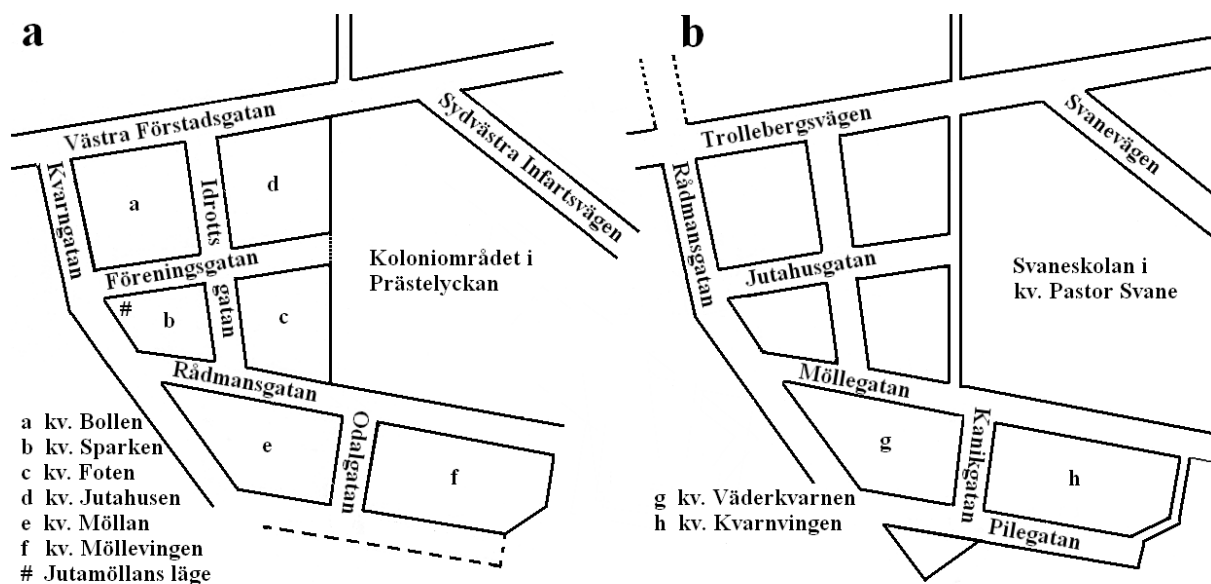 a
Västra Förstadsgatan
Sydvästra Infartsvägen
Kvarngatan
Idrotts
gatan
a
d
Föreningsgatan
Koloniområdet i
Prästelyckan
#
b
c
Rådmansgatan
Odalgatan
e
f
a kv. Bollen
b kv. Sparken
c kv. Foten
d kv. Jutahusen
e kv. Möllan
f kv. Möllevingen
# Jutamöllans läge
b
Trollebergsvägen
Svanevägen
Rådmansgatan
Jutahusgatan
Svaneskolan i
kv. Pastor Svane
Möllegatan
Kanikgatan
g
h
g kv. Väderkvarnen
h kv. Kvarnvingen
Pilegatan